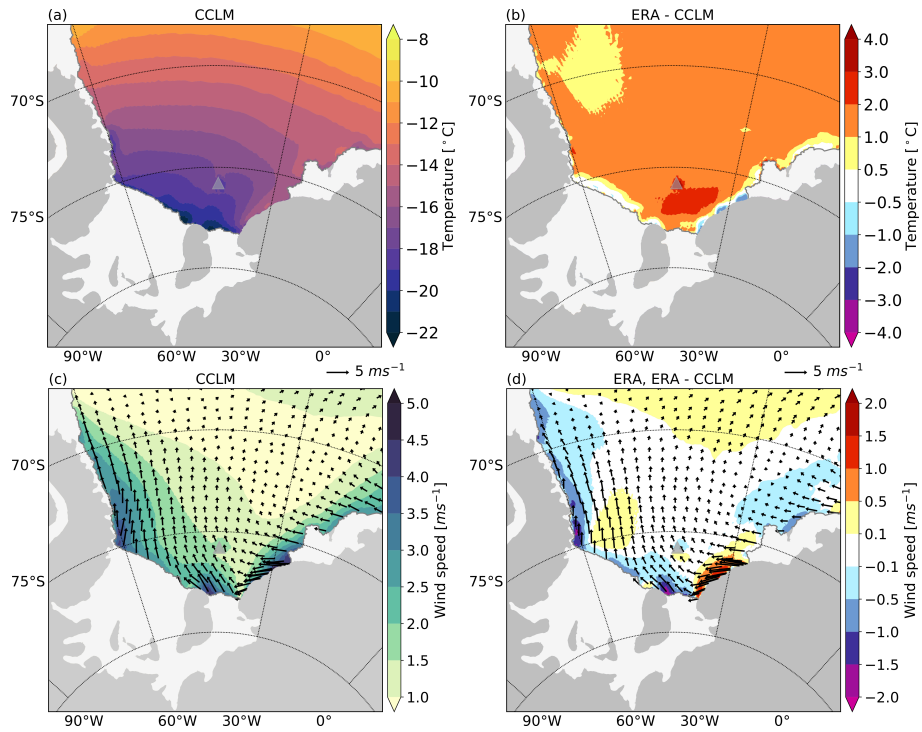 (a) CCLM
−8
−10
−12
−14
−16
−18
−20
−22
Temperature [°C]
70°S
75°S
90°W 60°W 30°W 0°
(b) ERA - CCLM
4.0
3.0
2.0
1.0
0.5
−0.5
−1.0
−2.0
−3.0
−4.0
Temperature [°C]
90°W 60°W 30°W 0°
(c) CCLM
5 ms⁻¹
5.0
4.5
4.0
3.5
3.0
2.5
2.0
1.5
1.0
Wind speed [ms⁻¹]
70°S
75°S
90°W 60°W 30°W 0°
(d) ERA, ERA - CCLM
5 ms⁻¹
2.0
1.5
1.0
0.5
0.1
−0.1
−0.5
−1.0
−1.5
−2.0
Wind speed [ms⁻¹]
90°W 60°W 30°W 0°